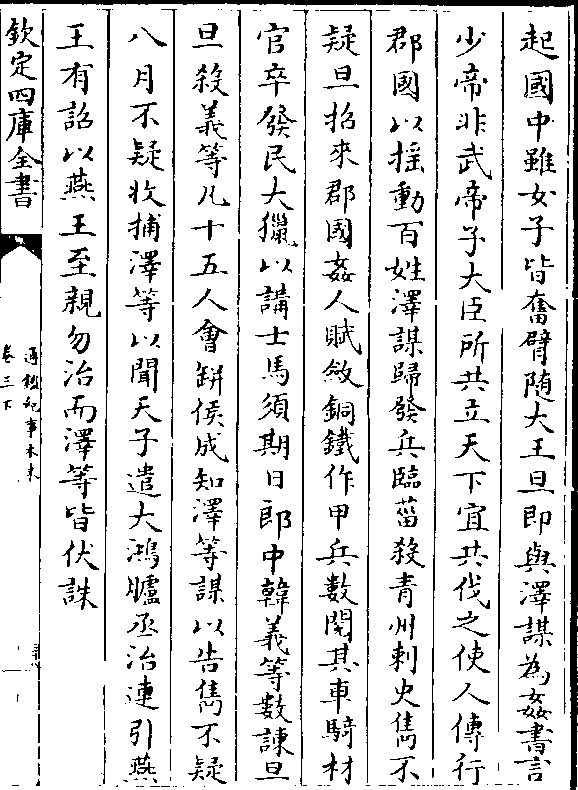 起國中雖女子皆奮臂随大王旦即與澤謀為姦書言
少帝非武帝子大臣所共立天下宜共伐之使人傳行
郡國以揺動百姓澤謀歸發兵臨菑殺青州刺史雋不
疑旦招來郡國姦人賦斂銅鐵作甲兵數閱其車騎材
官卒發民大獵以講士馬須期日郎中韓義等數諫旦
旦殺義等凡十五人會缾侯成知澤等謀以告雋不疑
八月不疑收捕澤等以聞天子遣大鴻臚丞治連引燕
王有詔以燕王至親勿治而澤等皆伏誅
欽定四庫全書
通鑑紀事本末
卷三下